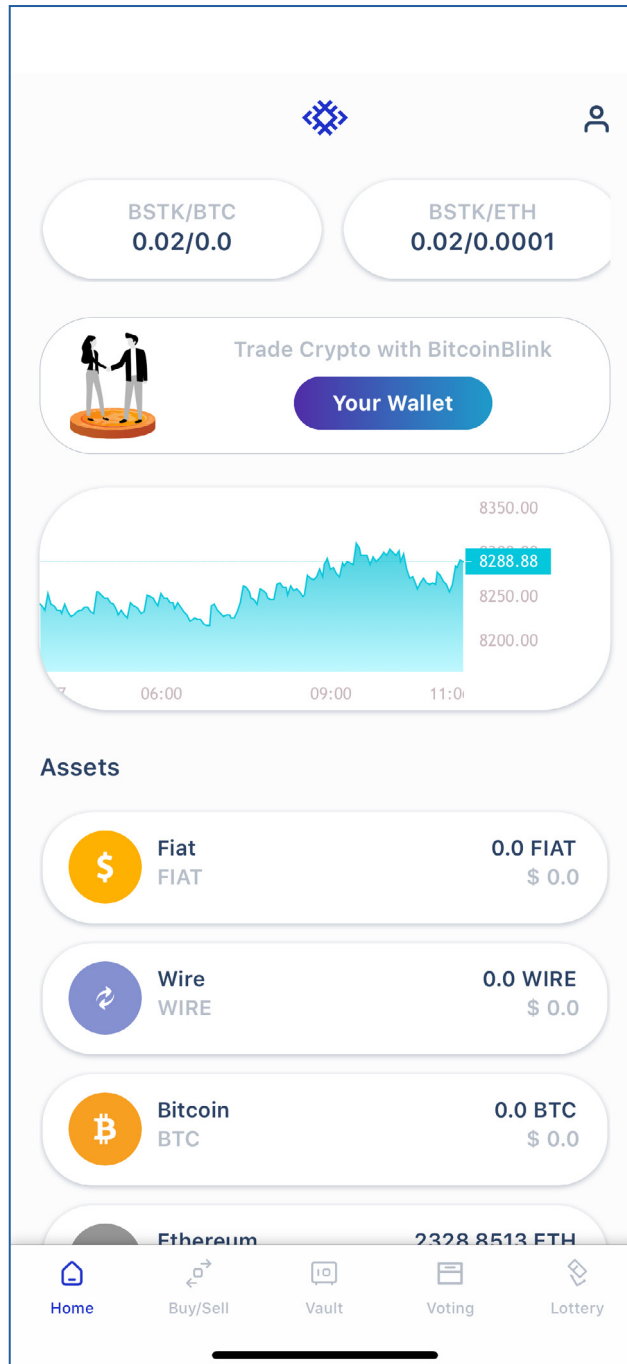 BSTK/BTC
0.02/0.0
BSTK/ETH
0.02/0.0001
Trade Crypto with BitcoinBlink
Your Wallet
8350.00
8288.88
8250.00
8200.00
06:00
09:00
Assets
Fiat
0.0 FIAT
FIAT
$ 0.0
Wire
0.0 WIRE
WIRE
$ 0.0
Bitcoin
0.0 BTC
BTC
$ 0.0
Ethereum
2328.8513 ETH
Home
Buy/Sell
Vault
Voting
Lottery